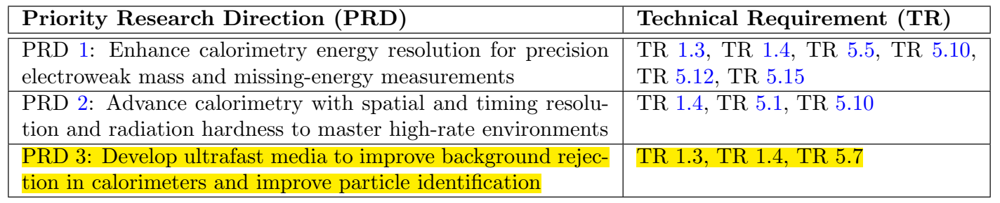 Priority Research Direction (PRD) Technical Requirement (TR)
PRD 1: Enhance calorimetry energy resolution for precision TR 1.3, TR 1.4, TR 5.5, TR 5.10,
electroweak mass and missing-energy measurements TR 5.12, TR 5.15
PRD 2: Advance calorimetry with spatial and timing resolu- TR 1.4, TR 5.1, TR 5.10
tion and radiation hardness to master high-rate environments
PRD 3: Develop ultrafast media to improve background rejec- TR 1.3, TR 1.4, TR 5.7
tion in calorimeters and improve particle identification